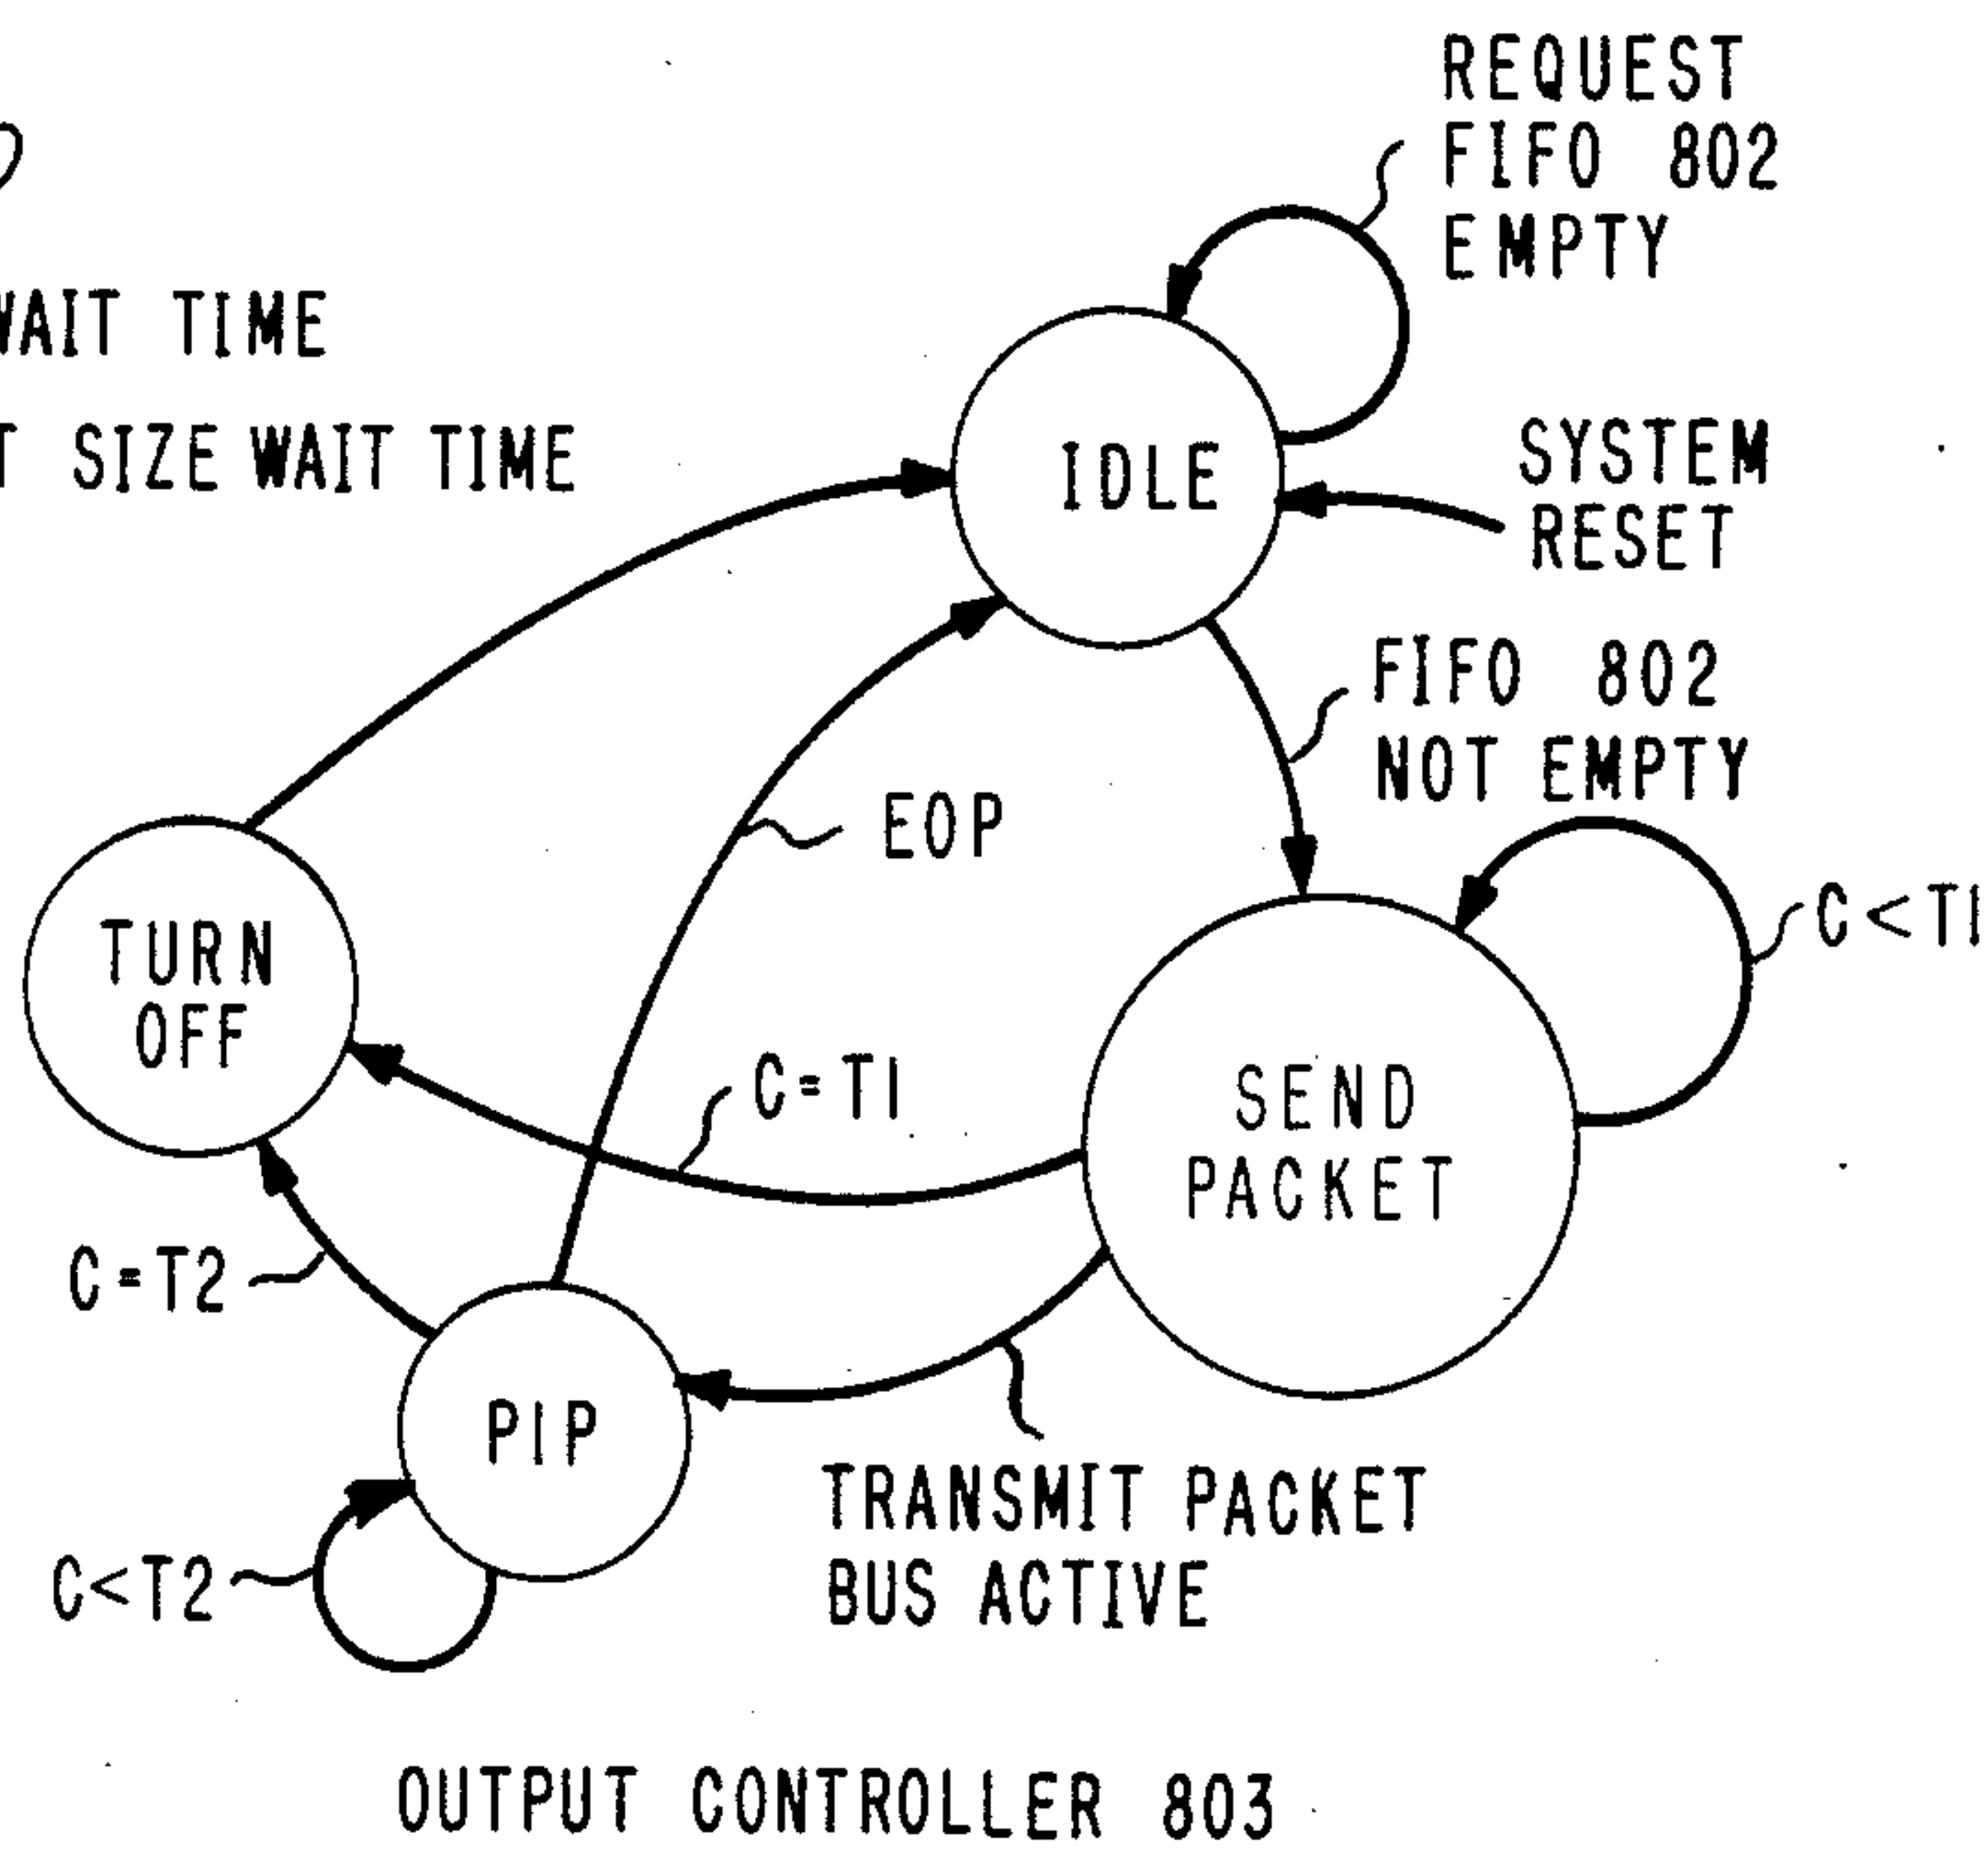 REQUEST
FIFO 802
EMPTY
WAIT TIME
SIZE WAIT TIME
IDLE
SYSTEM
RESET
FIFO 802
NOT EMPTY
EOP
C<T1
TURN
OFF
C=T1
SEND
PACKET
C=T2
PIP
TRANSMIT PACKET
BUS ACTIVE
C<T2
OUTPUT CONTROLLER 803